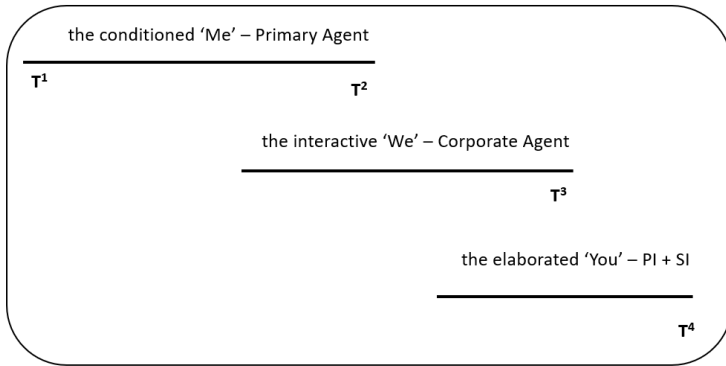 the conditioned ‘Me’ – Primary Agent
T¹
T²
the interactive ‘We’ – Corporate Agent
T³
the elaborated ‘You’ – PI + SI
T⁴